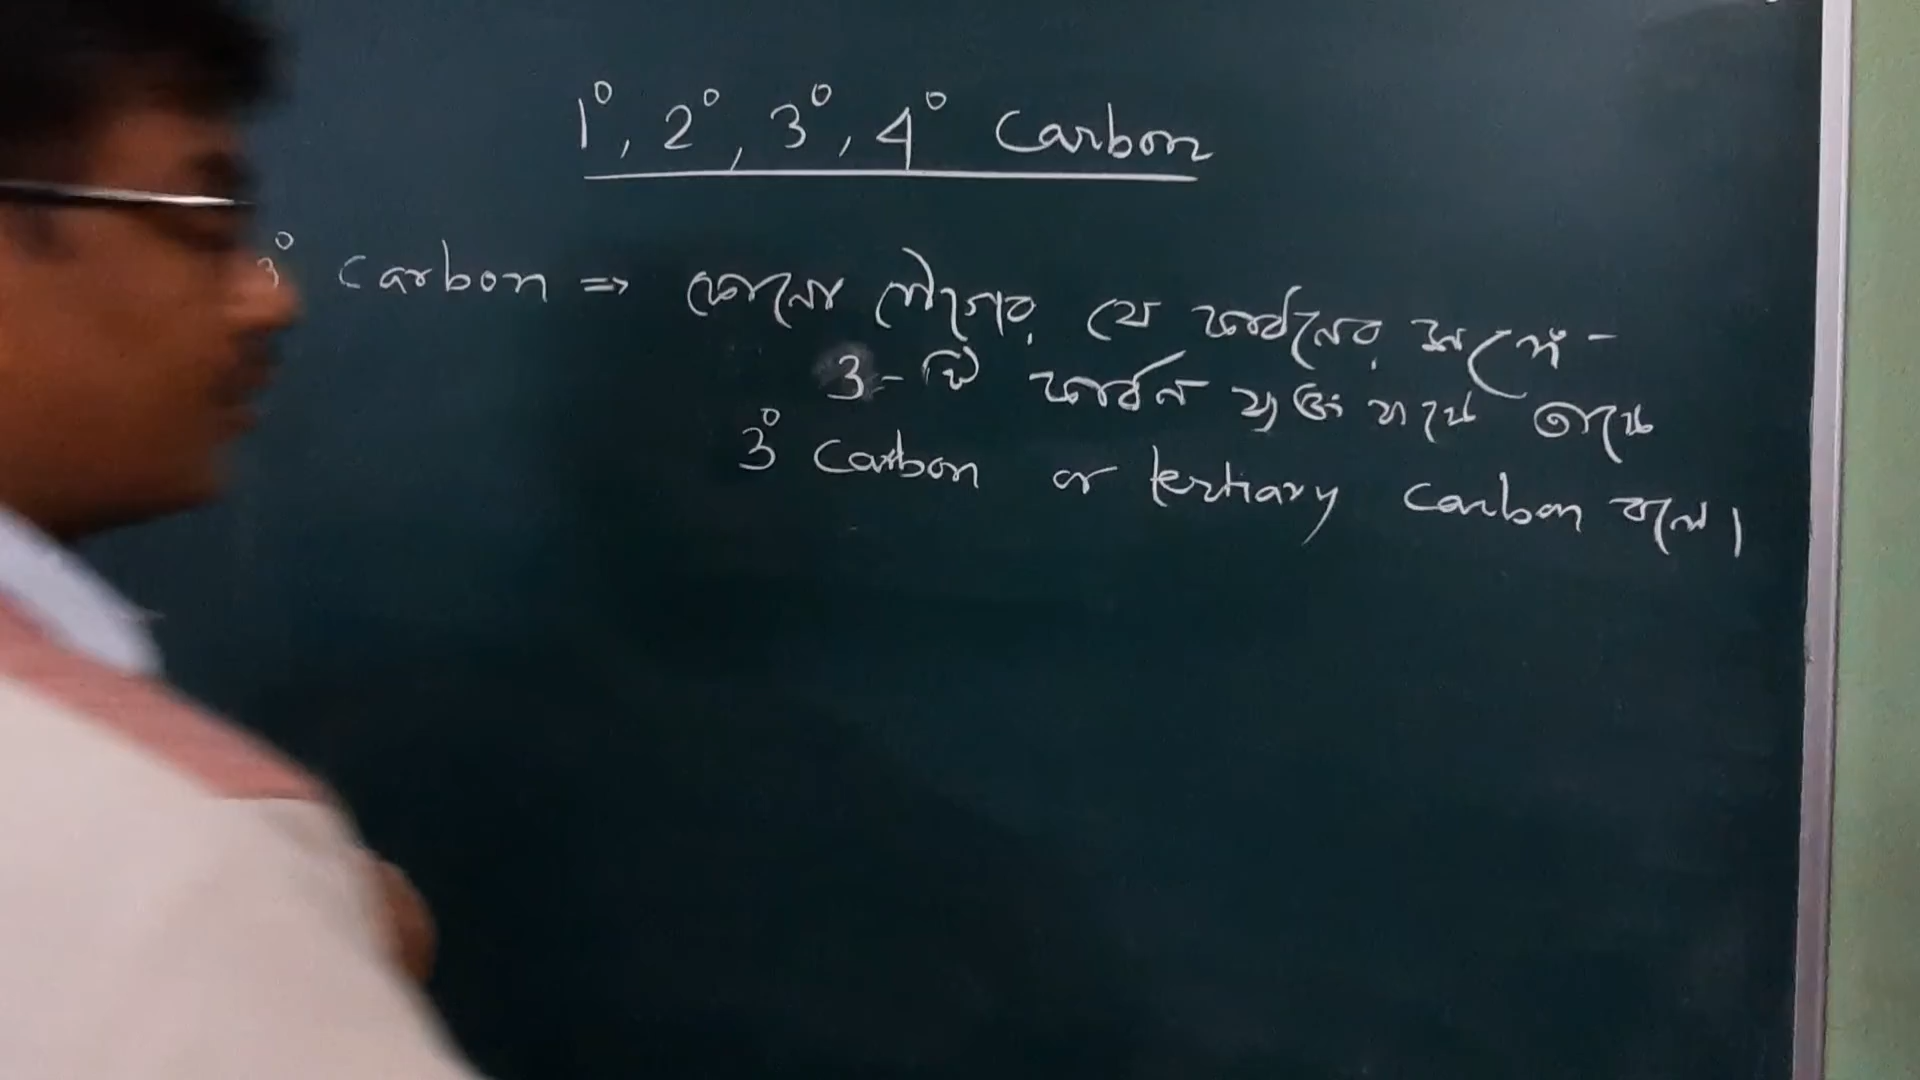 1°, 2°, 3°, 4° Carbon
3° Carbon ⇒ কোনো যৌগের যে কার্বনের সঙ্গে -
3-টি কার্বন যুক্ত থাকে তাকে
3° Carbon or tertiary carbon বলে।